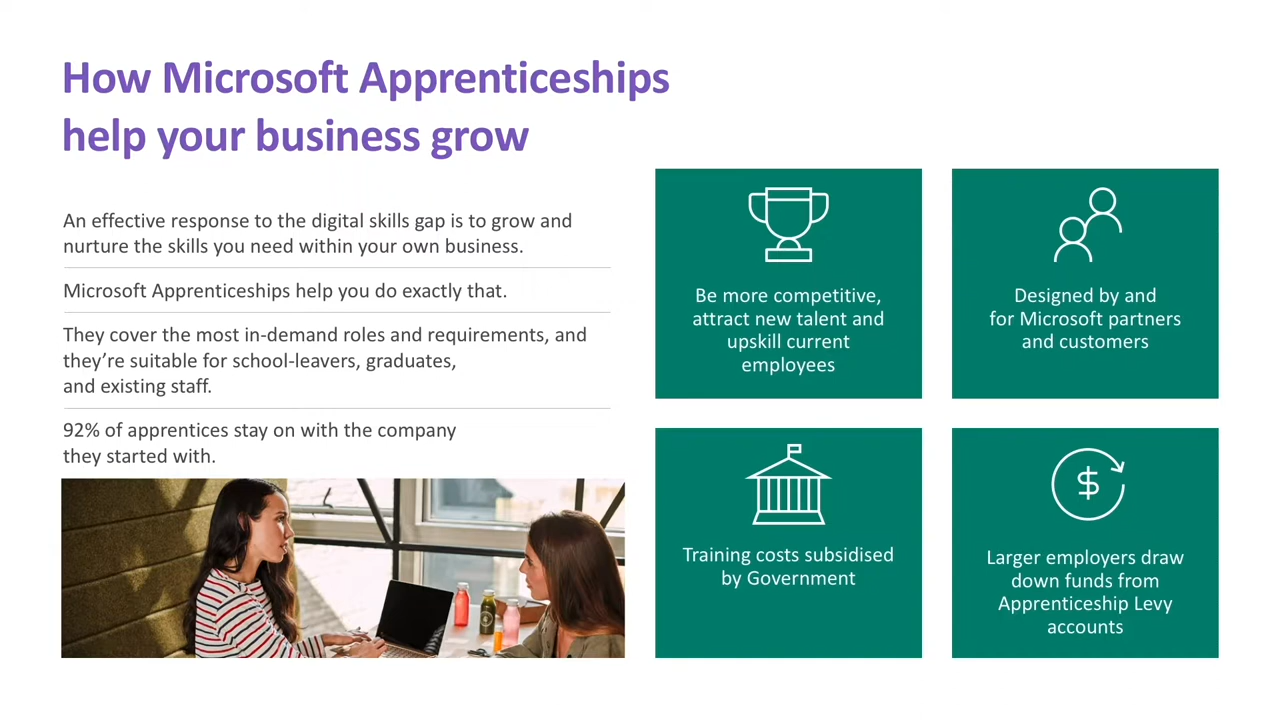 How Microsoft Apprenticeships
help your business grow
An effective response to the digital skills gap is to grow and
nurture the skills you need within your own business.
Microsoft Apprenticeships help you do exactly that.
They cover the most in-demand roles and requirements, and
they’re suitable for school-leavers, graduates,
and existing staff.
92% of apprentices stay on with the company
they started with.
Be more competitive,
attract new talent and
upskill current
employees
Designed by and
for Microsoft partners
and customers
Training costs subsidised
by Government
$
Larger employers draw
down funds from
Apprenticeship Levy
accounts